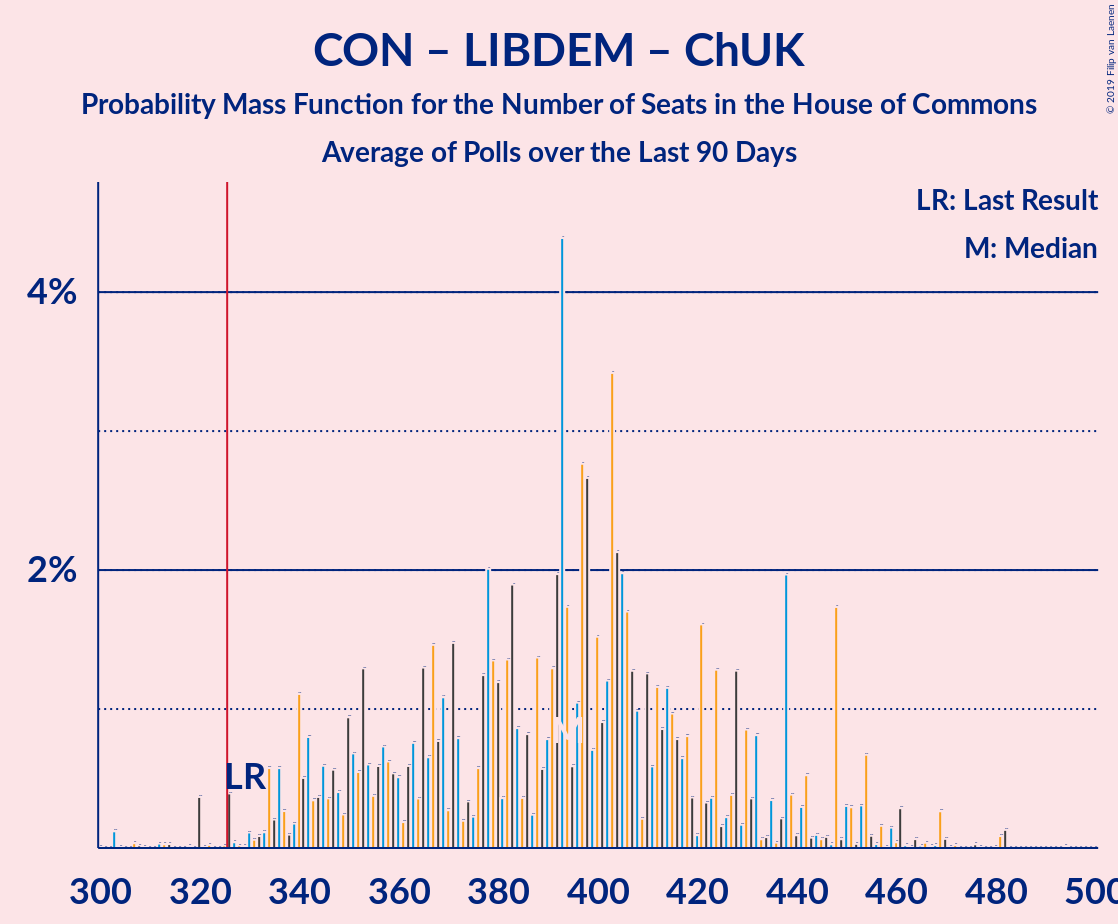 CON – LIBDEM – ChUK
Probability Mass Function for the Number of Seats in the House of Commons
Average of Polls over the Last 90 Days
© 2019 Filip van Laenen
LR: Last Result
M: Median
4%
2%
LR
M
300 320 340 360 380 400 420 440 460 480 500